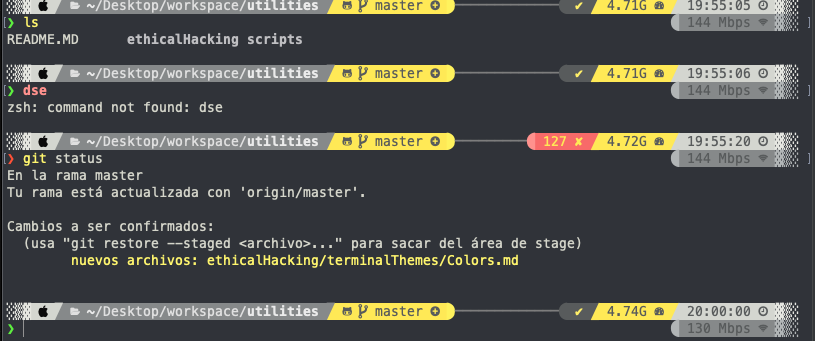 ~/Desktop/workspace/utilities master ✔ 4.71G 19:55:05
❯ ls 144 Mbps
README.MD ethicalHacking scripts
~/Desktop/workspace/utilities master ✔ 4.71G 19:55:06
❯ dse 144 Mbps
zsh: command not found: dse
~/Desktop/workspace/utilities master 127 ✘ 4.72G 19:55:20
❯ git status 144 Mbps
En la rama master
Tu rama está actualizada con 'origin/master'.
Cambios a ser confirmados:
(usa "git restore --staged <archivo>..." para sacar del área de stage)
nuevos archivos: ethicalHacking/terminalThemes/Colors.md
~/Desktop/workspace/utilities master ✔ 4.74G 20:00:00
❯ 130 Mbps